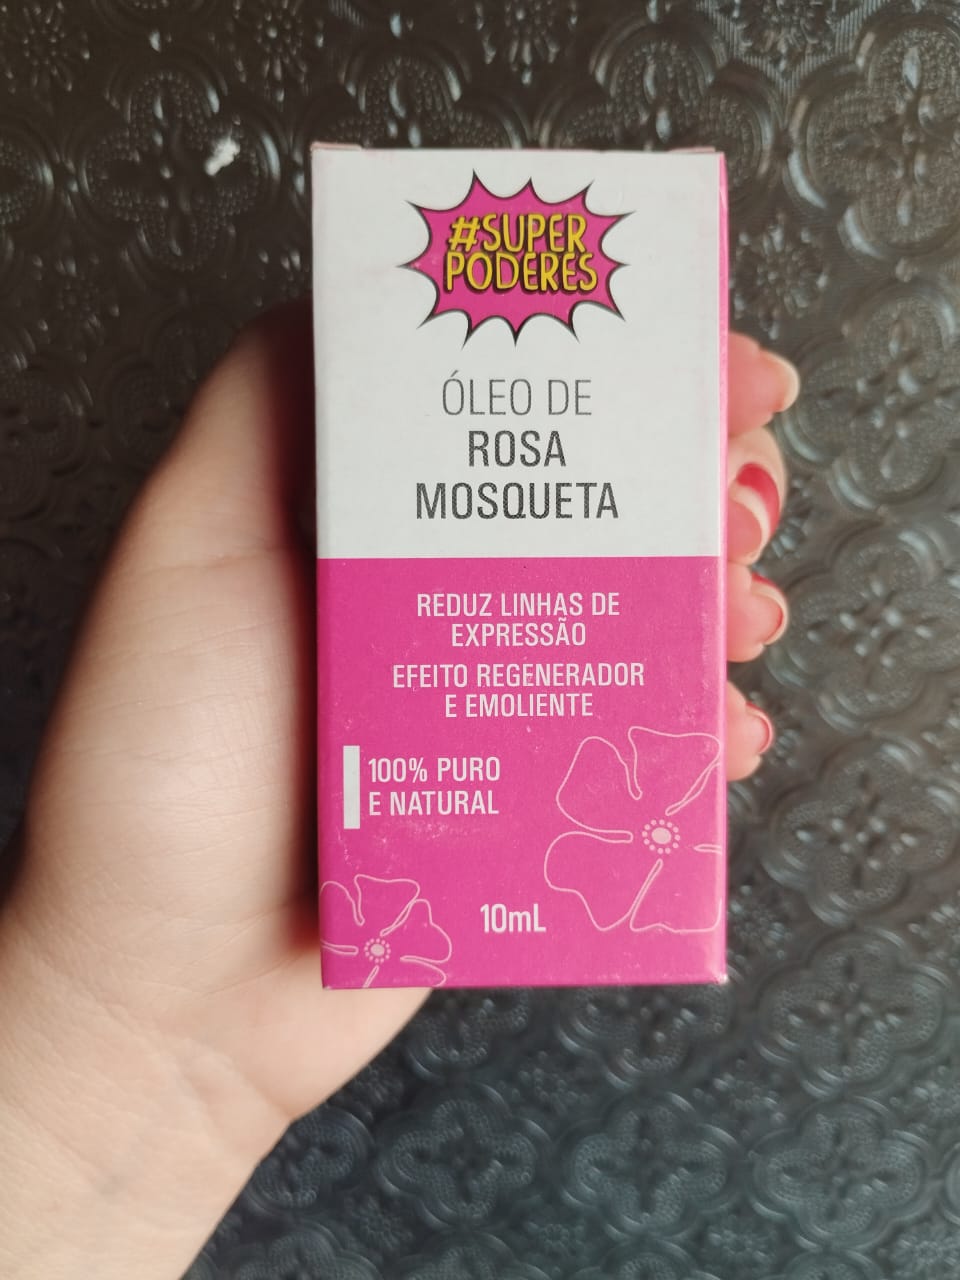 #SUPER
PODERES
ÓLEO DE
ROSA
MOSQUETA
REDUZ LINHAS DE
EXPRESSÃO
EFEITO REGENERADOR
E EMOLIENTE
100% PURO
E NATURAL
10mL